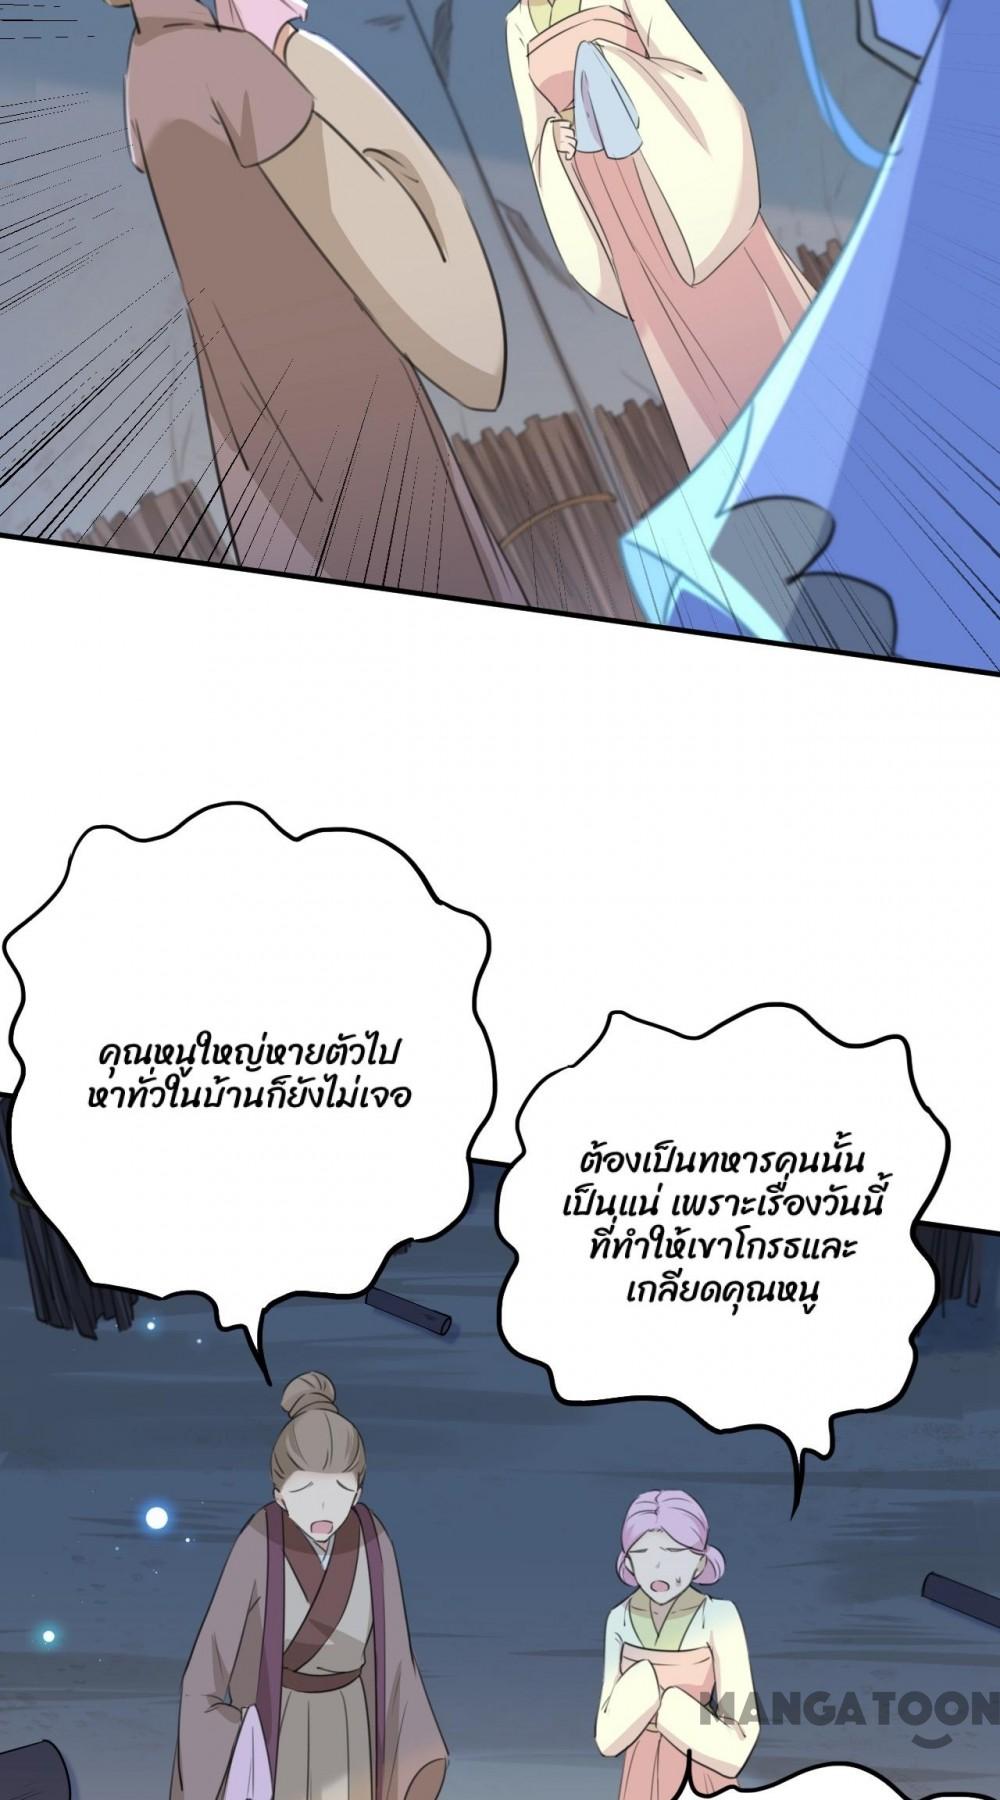 คุณหนูใหญ่หายตัวไป
หาทั่วในบ้านก็ยังไม่เจอ
ต้องเป็นทหารคนนั้น
เป็นแน่ เพราะเรื่องวันนี้
ที่ทำให้เขาโกรธและ
เกลียดคุณหนู
MANGATOON